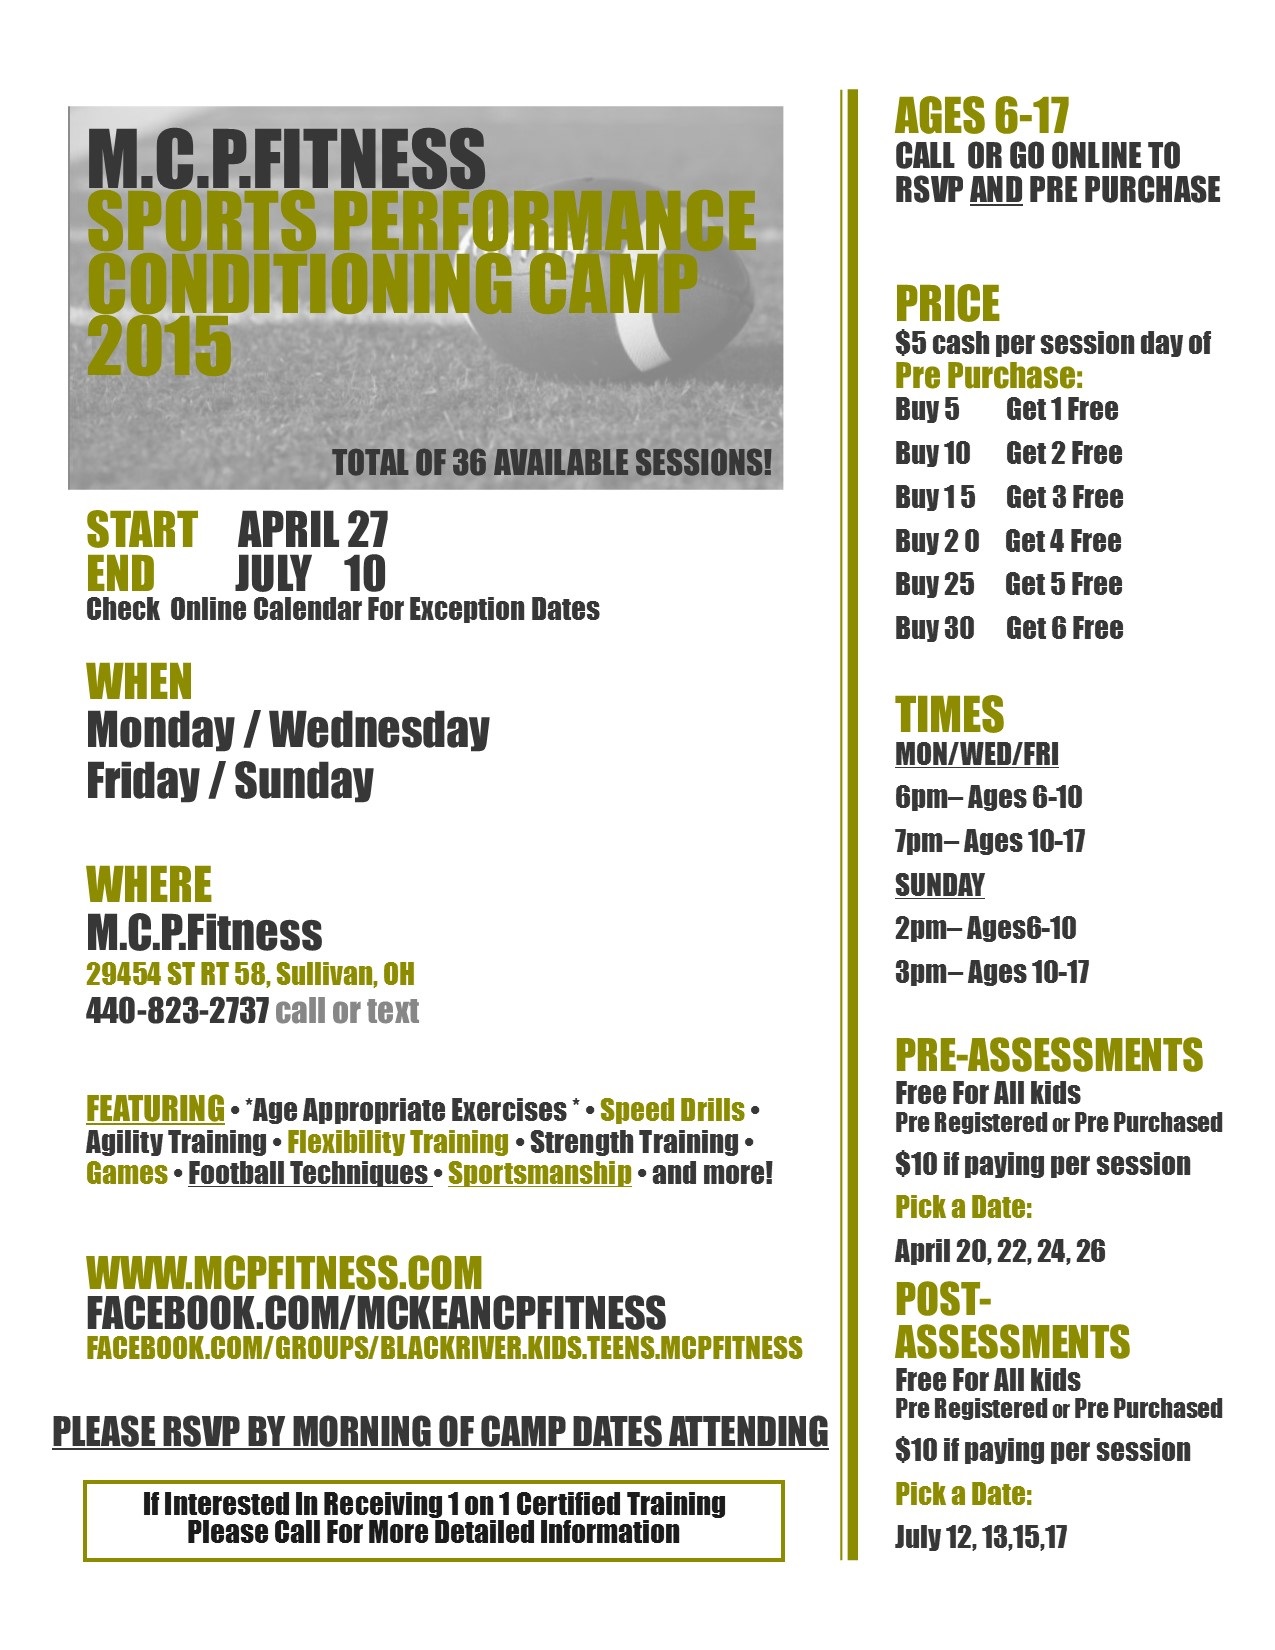 M.C.P.FITNESS
SPORTS PERFORMANCE
CONDITIONING CAMP
2015
TOTAL OF 36 AVAILABLE SESSIONS!
START APRIL 27
END JULY 10
Check Online Calendar For Exception Dates
WHEN
Monday / Wednesday
Friday / Sunday
WHERE
M.C.P.Fitness
29454 ST RT 58, Sullivan, OH
440-823-2737 call or text
FEATURING • *Age Appropriate Exercises * • Speed Drills •
Agility Training • Flexibility Training • Strength Training •
Games • Football Techniques • Sportsmanship • and more!
WWW.MCPFITNESS.COM
FACEBOOK.COM/MCKEANCPFITNESS
FACEBOOK.COM/GROUPS/BLACKRIVER.KIDS.TEENS.MCPFITNESS
PLEASE RSVP BY MORNING OF CAMP DATES ATTENDING
If Interested In Receiving 1 on 1 Certified Training
Please Call For More Detailed Information
AGES 6-17
CALL OR GO ONLINE TO
RSVP AND PRE PURCHASE
PRICE
$5 cash per session day of
Pre Purchase:
Buy 5 Get 1 Free
Buy 10 Get 2 Free
Buy 1 5 Get 3 Free
Buy 2 0 Get 4 Free
Buy 25 Get 5 Free
Buy 30 Get 6 Free
TIMES
MON/WED/FRI
6pm– Ages 6-10
7pm– Ages 10-17
SUNDAY
2pm– Ages6-10
3pm– Ages 10-17
PRE-ASSESSMENTS
Free For All kids
Pre Registered or Pre Purchased
$10 if paying per session
Pick a Date:
April 20, 22, 24, 26
POST-
ASSESSMENTS
Free For All kids
Pre Registered or Pre Purchased
$10 if paying per session
Pick a Date:
July 12, 13,15,17